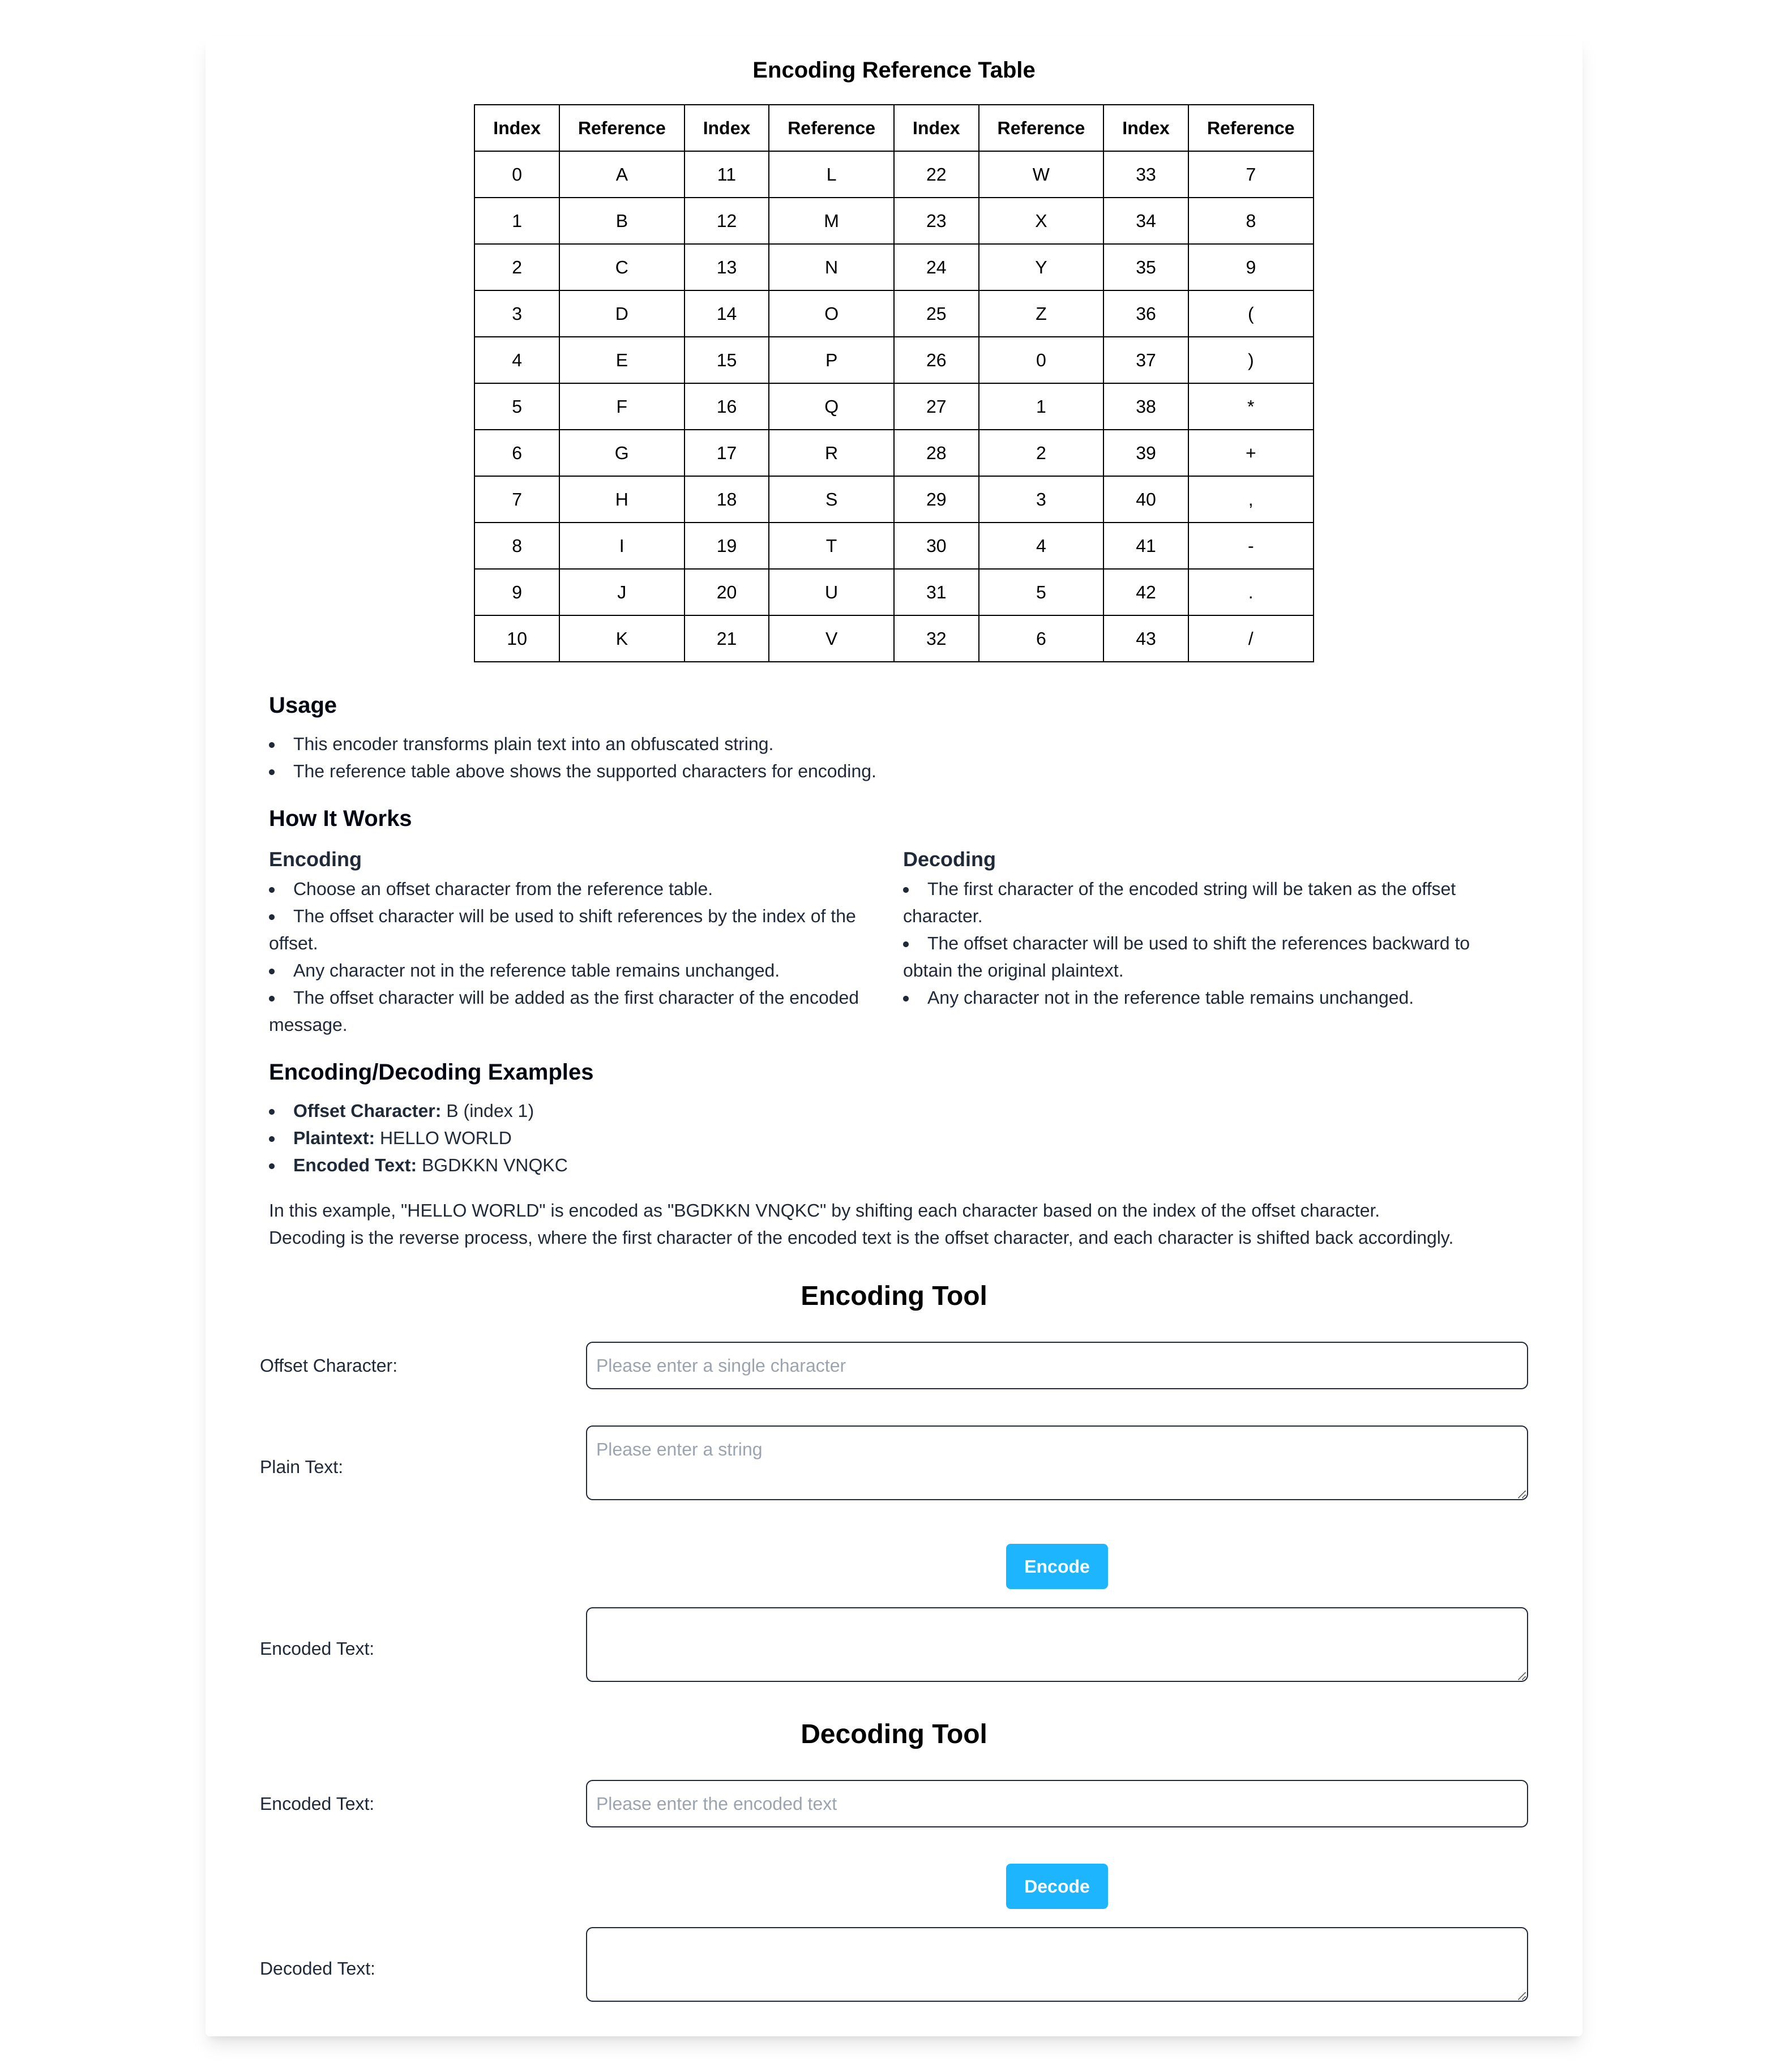 Encoding Reference Table
Index Reference Index Reference Index Reference Index Reference
0 A 11 L 22 W 33 7
1 B 12 M 23 X 34 8
2 C 13 N 24 Y 35 9
3 D 14 O 25 Z 36 (
4 E 15 P 26 0 37 )
5 F 16 Q 27 1 38 *
6 G 17 R 28 2 39 +
7 H 18 S 29 3 40 ,
8 I 19 T 30 4 41 -
9 J 20 U 31 5 42 .
10 K 21 V 32 6 43 /
Usage
• This encoder transforms plain text into an obfuscated string.
• The reference table above shows the supported characters for encoding.
How It Works
Encoding
• Choose an offset character from the reference table.
• The offset character will be used to shift references by the index of the
offset.
• Any character not in the reference table remains unchanged.
• The offset character will be added as the first character of the encoded
message.
Decoding
• The first character of the encoded string will be taken as the offset
character.
• The offset character will be used to shift the references backward to
obtain the original plaintext.
• Any character not in the reference table remains unchanged.
Encoding/Decoding Examples
• Offset Character: B (index 1)
• Plaintext: HELLO WORLD
• Encoded Text: BGDKKN VNQKC
In this example, "HELLO WORLD" is encoded as "BGDKKN VNQKC" by shifting each character based on the index of the offset character.
Decoding is the reverse process, where the first character of the encoded text is the offset character, and each character is shifted back accordingly.
Encoding Tool
Offset Character: Please enter a single character
Plain Text: Please enter a string
Encode
Encoded Text:
Decoding Tool
Encoded Text: Please enter the encoded text
Decode
Decoded Text: